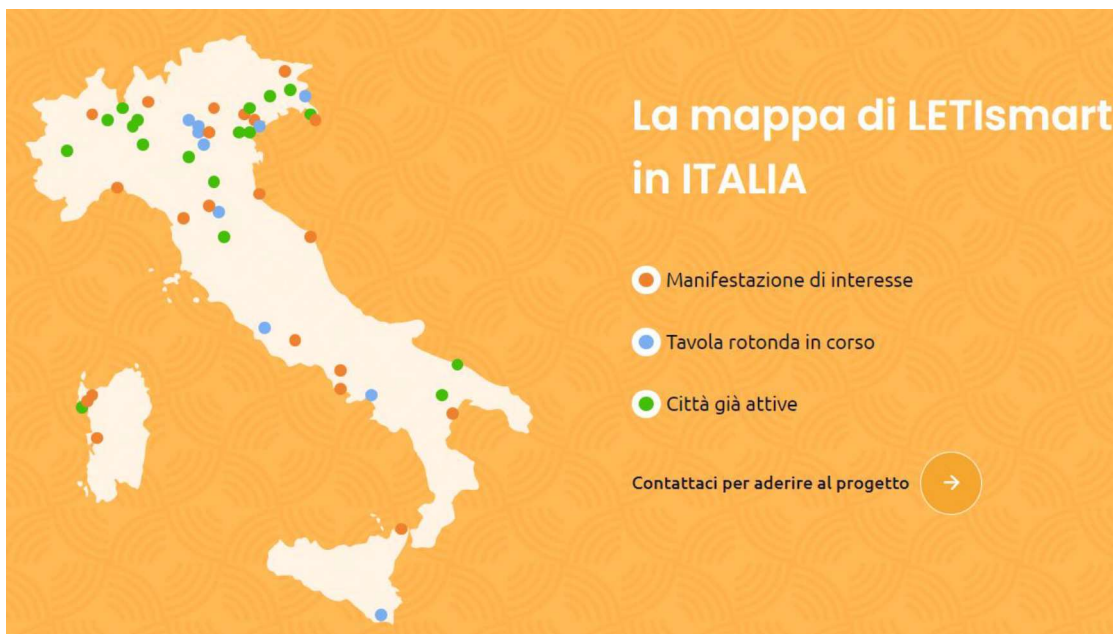 La mappa di LETIsmart
in ITALIA
Manifestazione di interesse
Tavola rotonda in corso
Città già attive
Contattaci per aderire al progetto